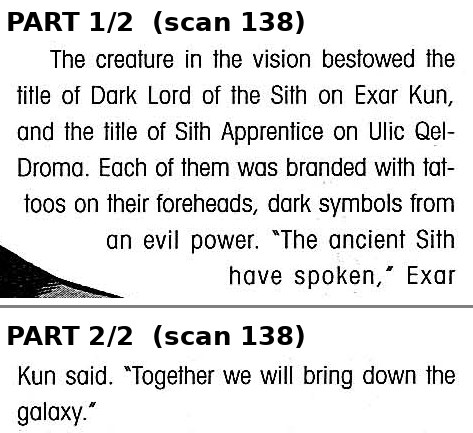 PART 1/2 (scan 138)
The creature in the vision bestowed the
title of Dark Lord of the Sith on Exar Kun,
and the title of Sith Apprentice on Ulic Qel-
Droma. Each of them was branded with tat-
toos on their foreheads, dark symbols from
an evil power. "The ancient Sith
have spoken," Exar
PART 2/2 (scan 138)
Kun said. "Together we will bring down the
galaxy."